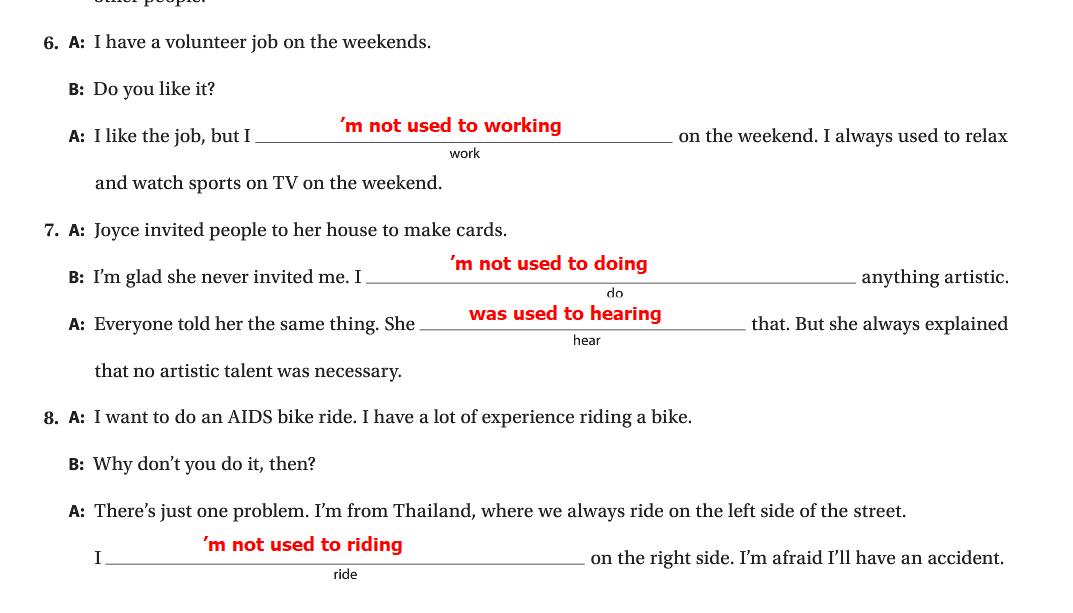 other people.
6. A: I have a volunteer job on the weekends.
B: Do you like it?
A: I like the job, but I ’m not used to working on the weekend. I always used to relax
work
and watch sports on TV on the weekend.
7. A: Joyce invited people to her house to make cards.
B: I’m glad she never invited me. I ’m not used to doing anything artistic.
do
A: Everyone told her the same thing. She was used to hearing that. But she always explained
hear
that no artistic talent was necessary.
8. A: I want to do an AIDS bike ride. I have a lot of experience riding a bike.
B: Why don’t you do it, then?
A: There’s just one problem. I’m from Thailand, where we always ride on the left side of the street.
I ’m not used to riding on the right side. I’m afraid I’ll have an accident.
ride